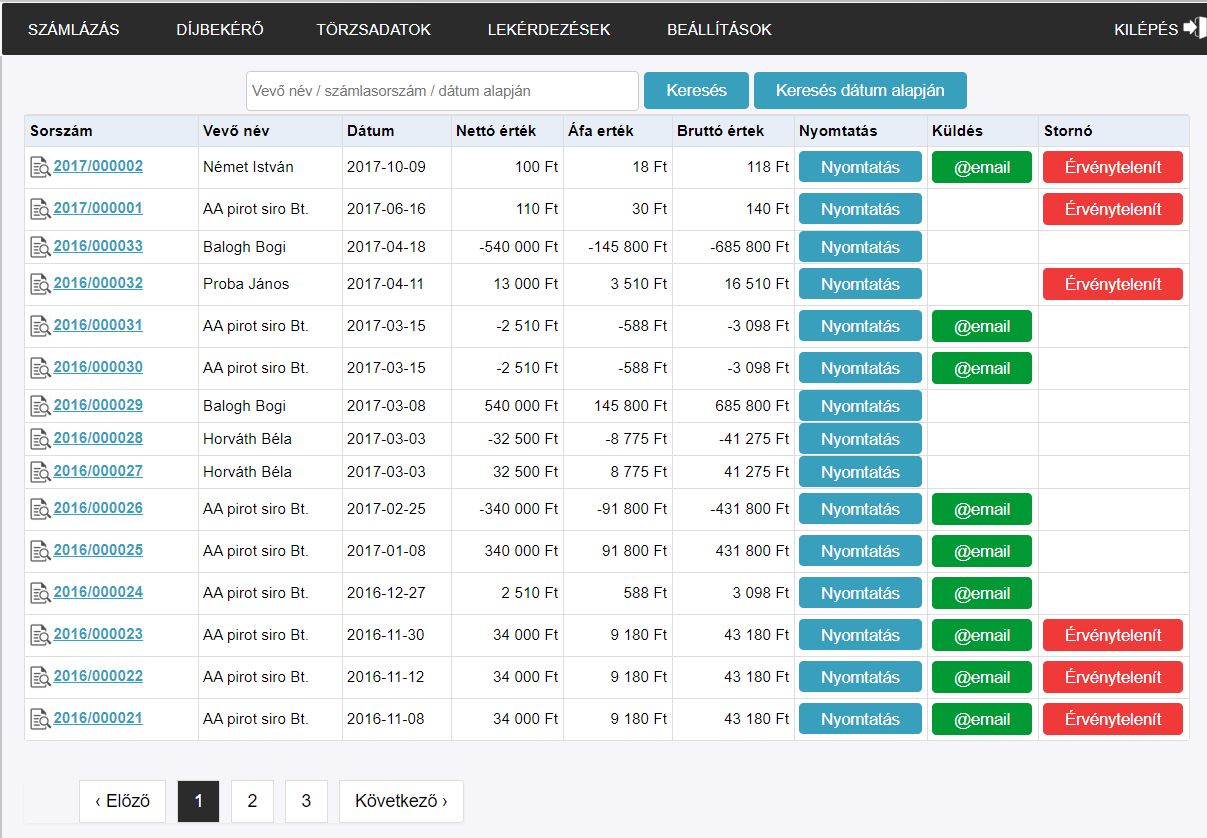 SZÁMLÁZÁS DÍJBEKÉRŐ TÖRZSADATOK LEKÉRDEZÉSEK BEÁLLÍTÁSOK KILÉPÉS
Vevő név / számlasorszám / dátum alapján Keresés Keresés dátum alapján
Sorszám Vevő név Dátum Nettó érték Áfa erték Bruttó értek Nyomtatás Küldés Stornó
2017/000002 Német István 2017-10-09 100 Ft 18 Ft 118 Ft Nyomtatás @email Érvénytelenít
2017/000001 AA pirot siro Bt. 2017-06-16 110 Ft 30 Ft 140 Ft Nyomtatás Érvénytelenít
2016/000033 Balogh Bogi 2017-04-18 -540 000 Ft -145 800 Ft -685 800 Ft Nyomtatás
2016/000032 Proba János 2017-04-11 13 000 Ft 3 510 Ft 16 510 Ft Nyomtatás Érvénytelenít
2016/000031 AA pirot siro Bt. 2017-03-15 -2 510 Ft -588 Ft -3 098 Ft Nyomtatás @email
2016/000030 AA pirot siro Bt. 2017-03-15 -2 510 Ft -588 Ft -3 098 Ft Nyomtatás @email
2016/000029 Balogh Bogi 2017-03-08 540 000 Ft 145 800 Ft 685 800 Ft Nyomtatás
2016/000028 Horváth Béla 2017-03-03 -32 500 Ft -8 775 Ft -41 275 Ft Nyomtatás
2016/000027 Horváth Béla 2017-03-03 32 500 Ft 8 775 Ft 41 275 Ft Nyomtatás
2016/000026 AA pirot siro Bt. 2017-02-25 -340 000 Ft -91 800 Ft -431 800 Ft Nyomtatás @email
2016/000025 AA pirot siro Bt. 2017-01-08 340 000 Ft 91 800 Ft 431 800 Ft Nyomtatás @email
2016/000024 AA pirot siro Bt. 2016-12-27 2 510 Ft 588 Ft 3 098 Ft Nyomtatás @email
2016/000023 AA pirot siro Bt. 2016-11-30 34 000 Ft 9 180 Ft 43 180 Ft Nyomtatás @email Érvénytelenít
2016/000022 AA pirot siro Bt. 2016-11-12 34 000 Ft 9 180 Ft 43 180 Ft Nyomtatás @email Érvénytelenít
2016/000021 AA pirot siro Bt. 2016-11-08 34 000 Ft 9 180 Ft 43 180 Ft Nyomtatás @email Érvénytelenít
‹ Előző 1 2 3 Következő ›